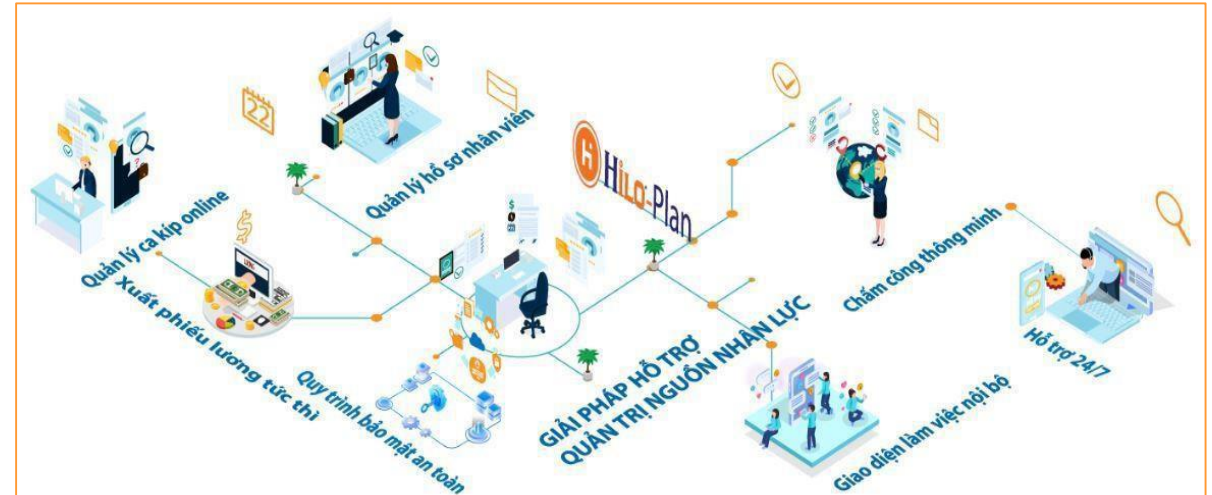 22
Quản lý hồ sơ nhân viên
HiLO-Plan
Quản lý ca kíp online
Xuất phiếu lương tức thì
Quy trình bảo mật an toàn
GIẢI PHÁP HỖ TRỢ
QUẢN TRỊ NGUỒN NHÂN LỰC
Chấm công thông minh
Hỗ trợ 24/7
Giao diện làm việc nội bộ